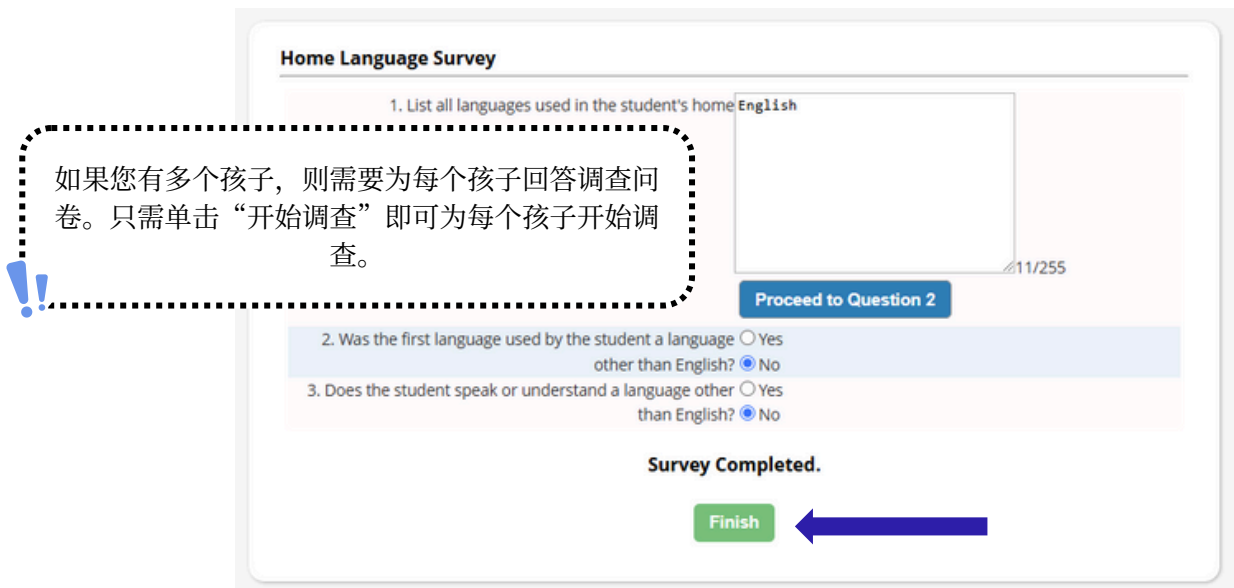 Home Language Survey
1. List all languages used in the student's home
English
如果您有多个孩子，则需要为每个孩子回答调查问
卷。只需单击“开始调查”即可为每个孩子开始调
查。
11/255
Proceed to Question 2
2. Was the first language used by the student a language
other than English?
Yes
No
3. Does the student speak or understand a language other
than English?
Yes
No
Survey Completed.
Finish